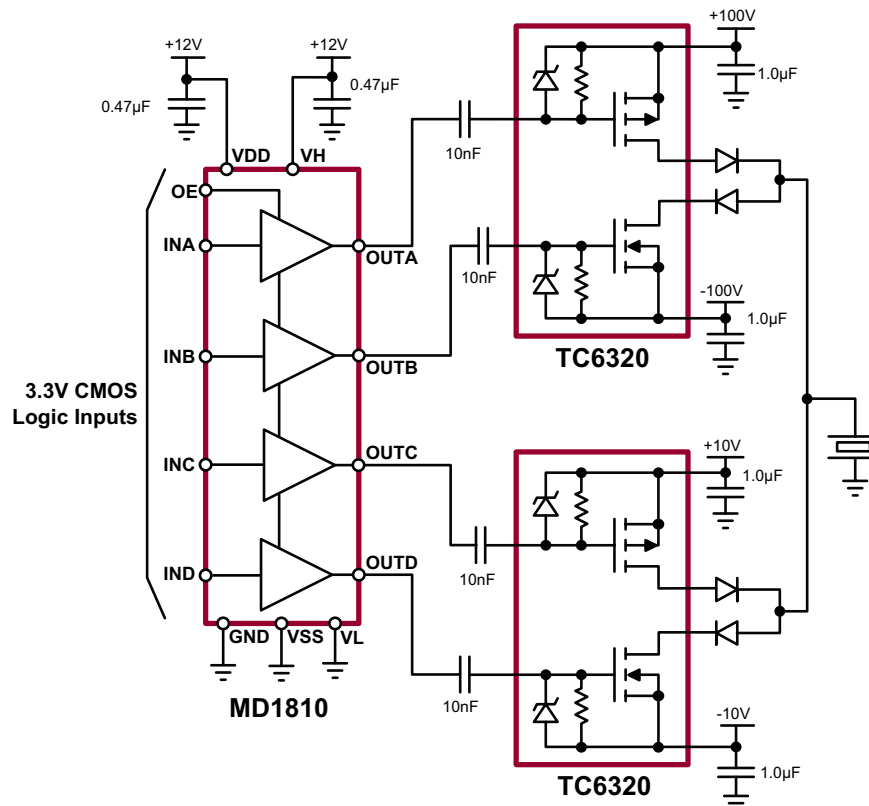 +12V
+12V
+100V
0.47µF
0.47µF
1.0µF
VDD
VH
10nF
OE
INA
OUTA
10nF
-100V
1.0µF
INB
OUTB
TC6320
3.3V CMOS
Logic Inputs
INC
OUTC
+10V
1.0µF
IND
OUTD
10nF
GND
VSS
VL
10nF
MD1810
-10V
1.0µF
TC6320